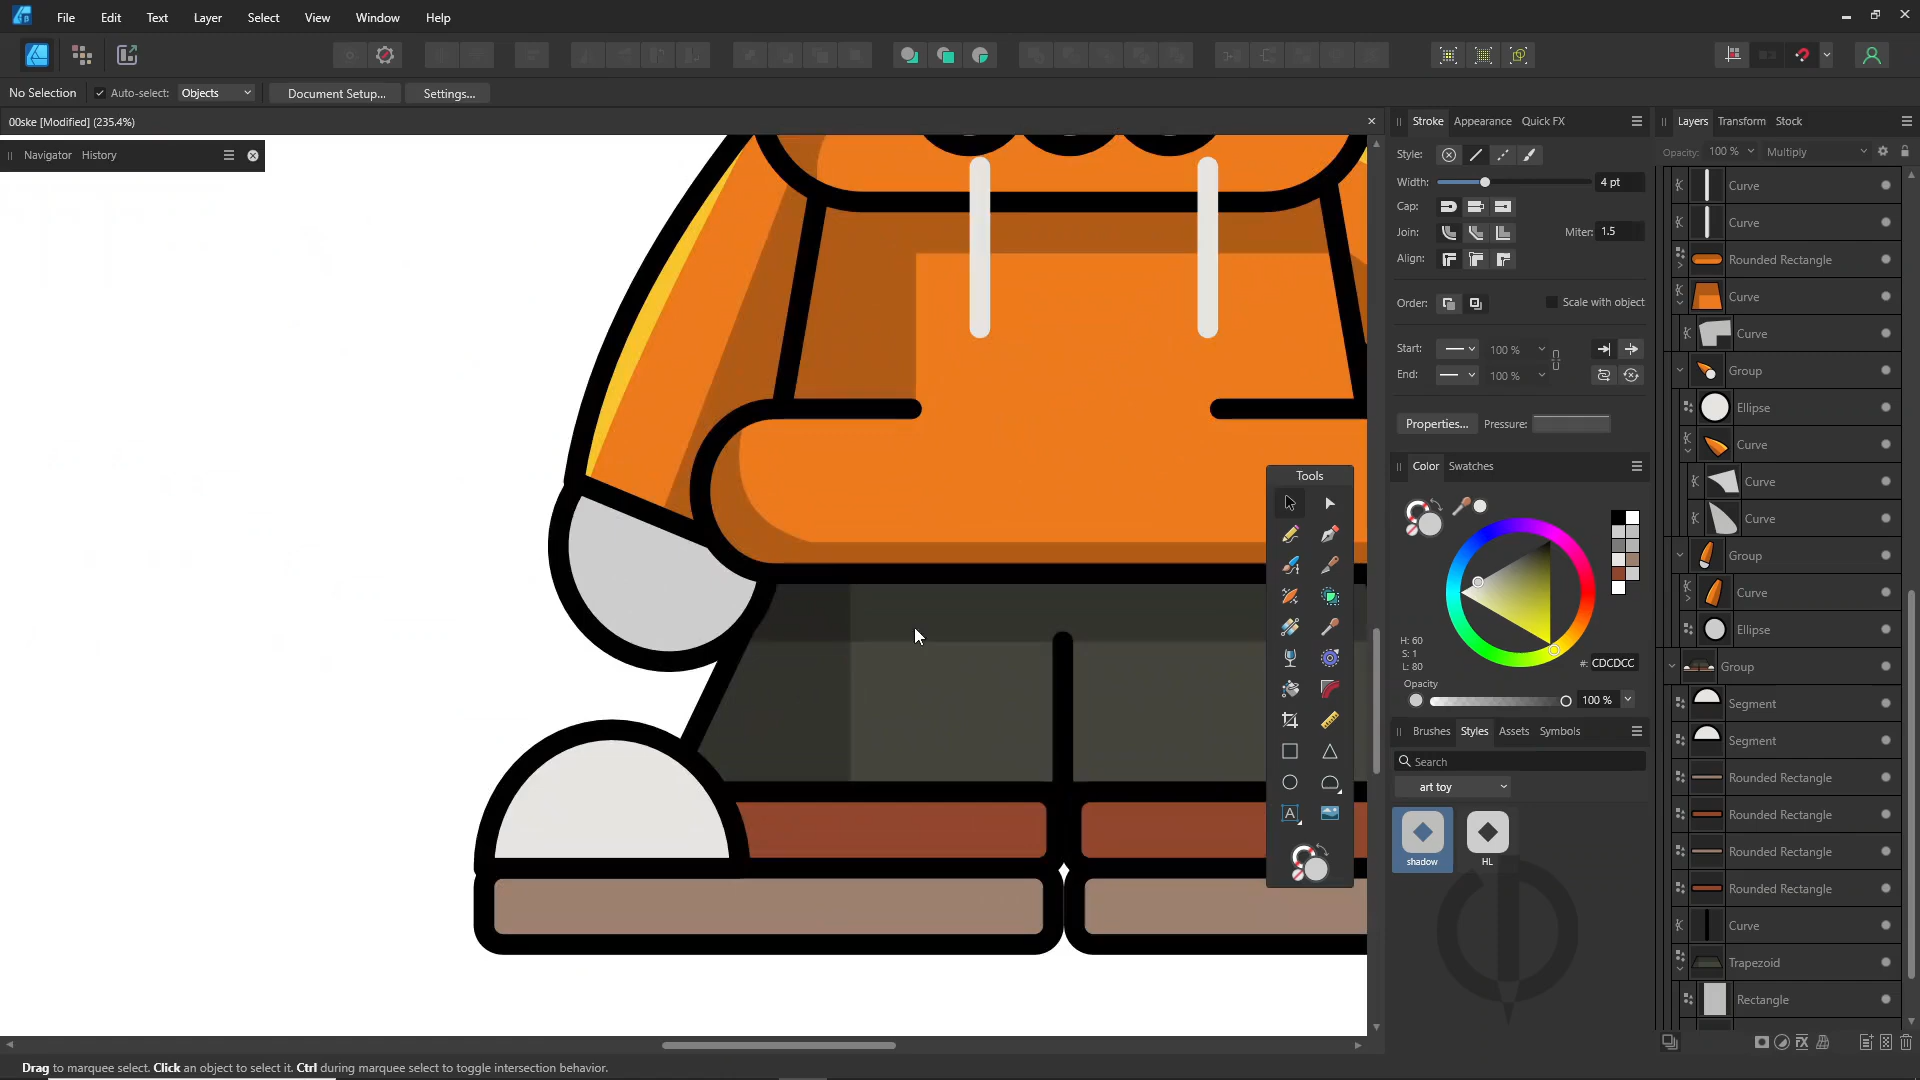 File Edit Text Layer Select View Window Help
No Selection Auto-select: Objects Document Setup... Settings...
00ske [Modified] (235.4%)
Navigator History
Stroke Appearance Quick FX
Style:
Width: 4 pt
Cap:
Join: Miter: 1.5
Align:
Order: Scale with object
Start: 100 %
End: 100 %
Properties... Pressure:
Color Swatches
H: 60
S: 1
L: 80
#: CDCDCC
Opacity
100 %
Brushes Styles Assets Symbols
Search
art toy
shadow HL
Tools
A
Layers Transform Stock
Opacity: 100 % Multiply
Curve
Curve
Rounded Rectangle
Curve
Curve
Group
Ellipse
Curve
Curve
Curve
Group
Curve
Ellipse
Group
Segment
Segment
Rounded Rectangle
Rounded Rectangle
Rounded Rectangle
Rounded Rectangle
Curve
Trapezoid
Rectangle
Drag to marquee select. Click an object to select it. Ctrl during marquee select to toggle intersection behavior.